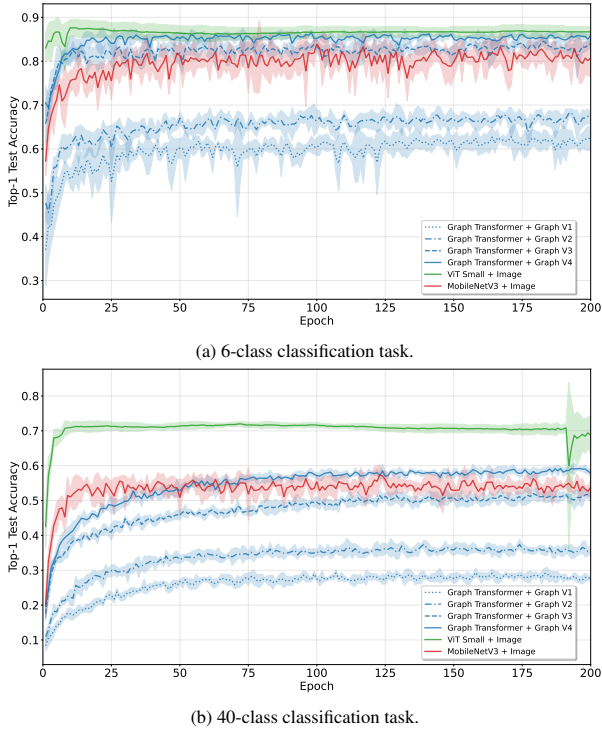 0.9
0.8
0.7
0.6
0.5
0.4
0.3
Top-1 Test Accuracy
0 25 50 75 100 125 150 175 200
Epoch
Graph Transformer + Graph V1
Graph Transformer + Graph V2
Graph Transformer + Graph V3
Graph Transformer + Graph V4
ViT Small + Image
MobileNetV3 + Image
(a) 6-class classification task.
0.8
0.7
0.6
0.5
0.4
0.3
0.2
0.1
Top-1 Test Accuracy
0 25 50 75 100 125 150 175 200
Epoch
Graph Transformer + Graph V1
Graph Transformer + Graph V2
Graph Transformer + Graph V3
Graph Transformer + Graph V4
ViT Small + Image
MobileNetV3 + Image
(b) 40-class classification task.